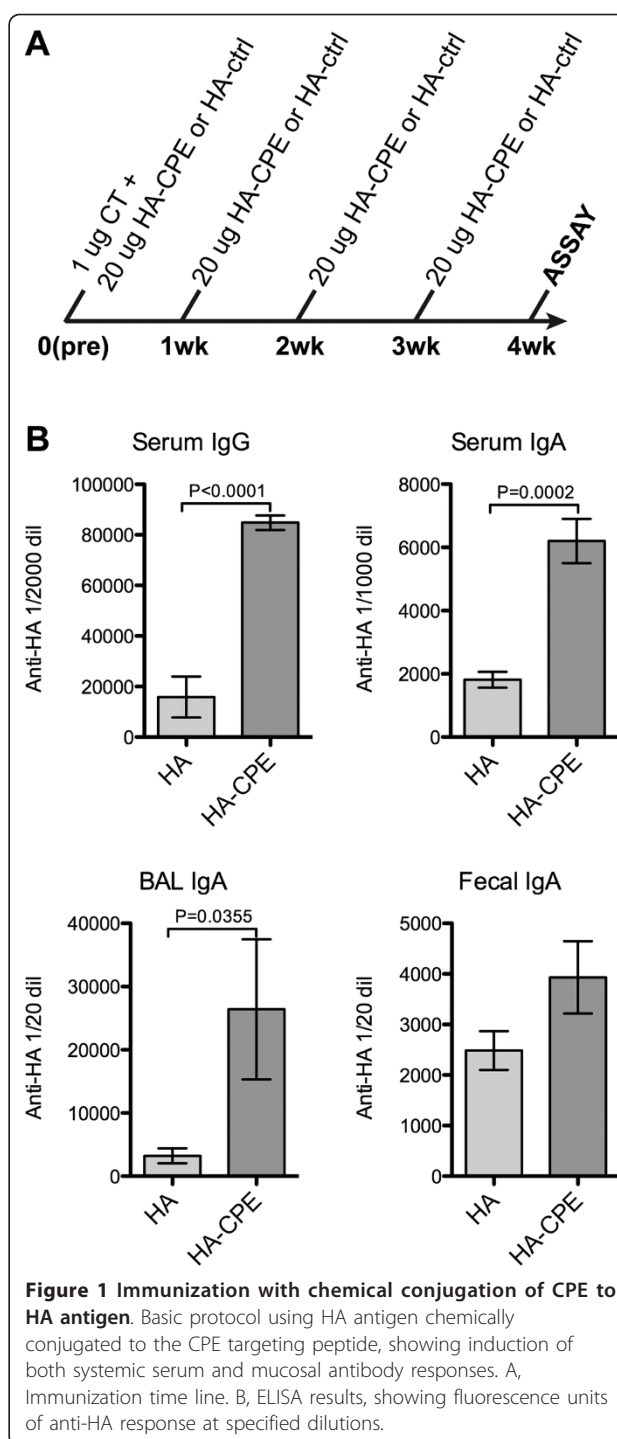 A
1 ug CT +
20 ug HA-CPE or HA-ctrl
20 ug HA-CPE or HA-ctrl
20 ug HA-CPE or HA-ctrl
20 ug HA-CPE or HA-ctrl
ASSAY
0(pre) 1wk 2wk 3wk 4wk
B
Serum IgG
Anti-HA 1/2000 dil
100000
80000
60000
40000
20000
0
P<0.0001
HA
HA-CPE
Serum IgA
Anti-HA 1/1000 dil
8000
6000
4000
2000
0
P=0.0002
HA
HA-CPE
BAL IgA
Anti-HA 1/20 dil
40000
30000
20000
10000
0
P=0.0355
HA
HA-CPE
Fecal IgA
Anti-HA 1/20 dil
5000
4000
3000
2000
1000
0
HA
HA-CPE
Figure 1 Immunization with chemical conjugation of CPE to
HA antigen. Basic protocol using HA antigen chemically
conjugated to the CPE targeting peptide, showing induction of
both systemic serum and mucosal antibody responses. A,
Immunization time line. B, ELISA results, showing fluorescence units
of anti-HA response at specified dilutions.